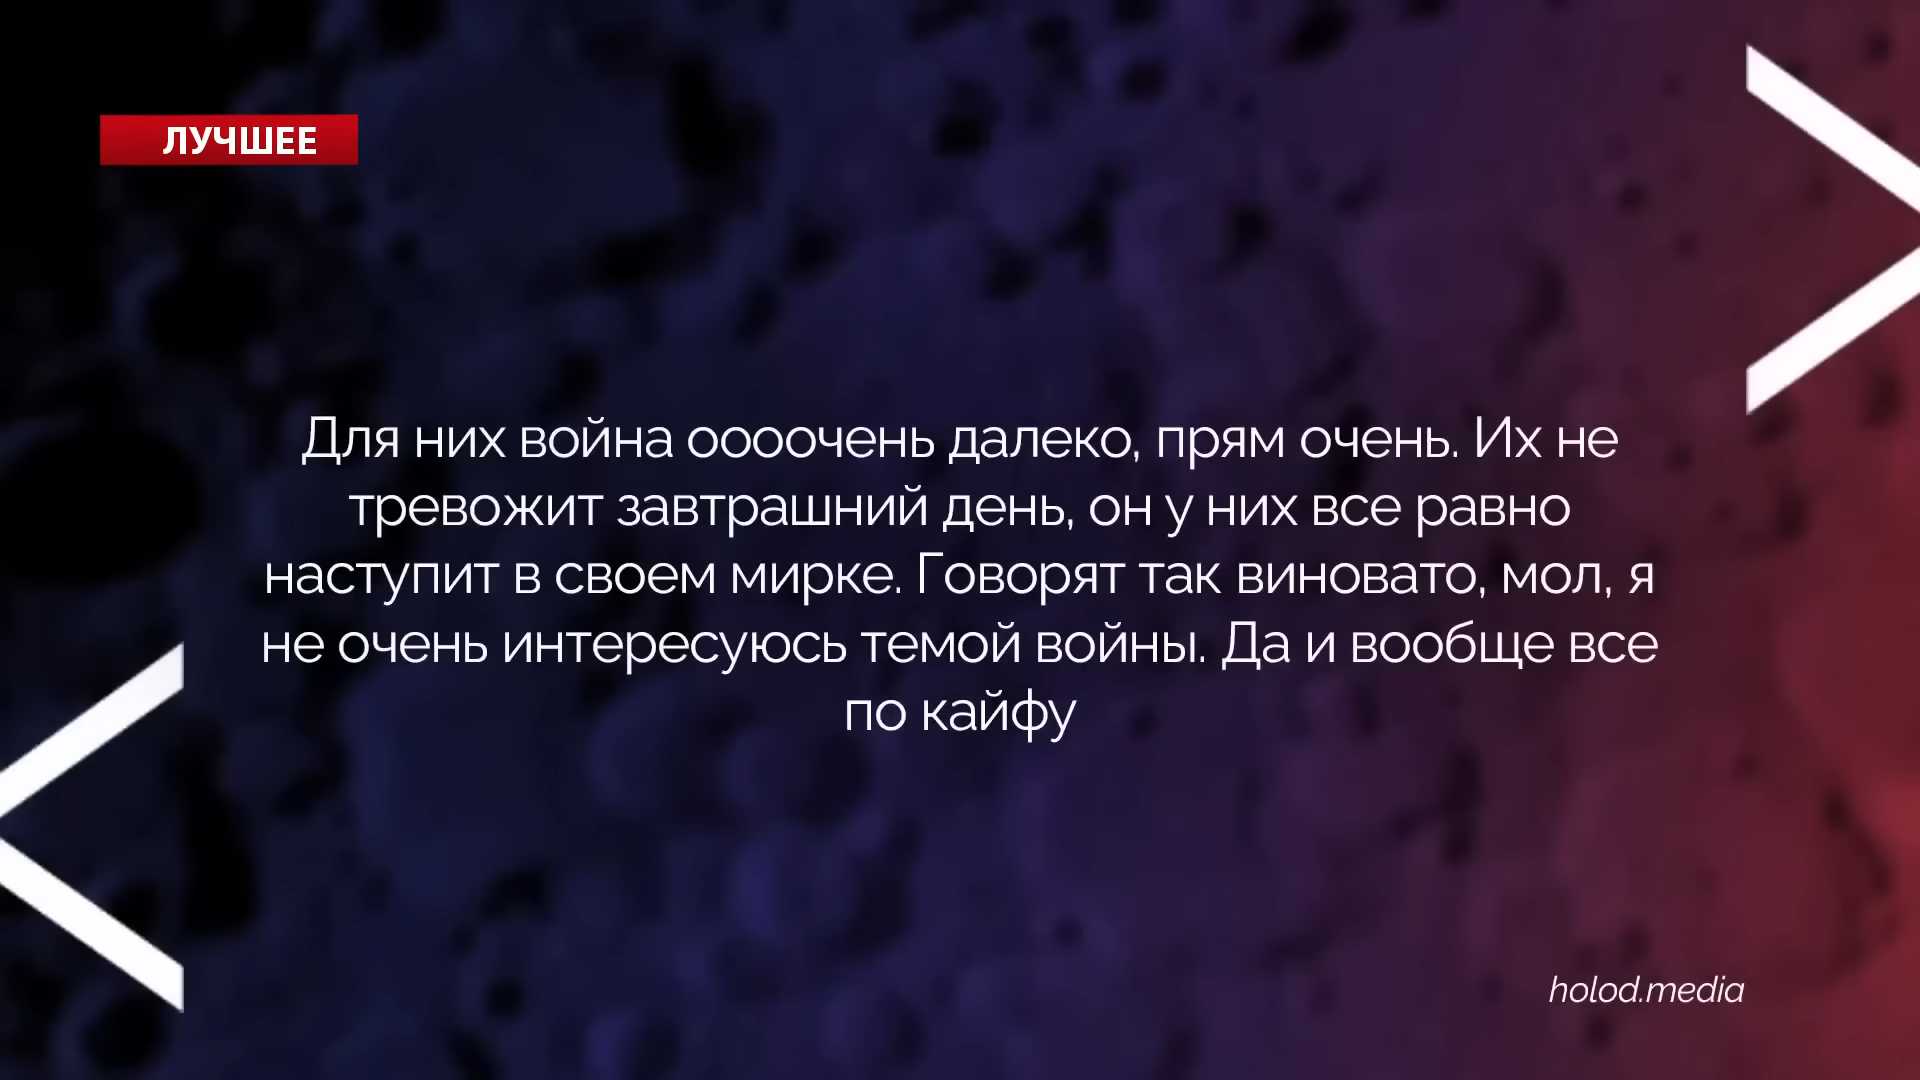 ЛУЧШЕЕ
Для них война оооочень далеко, прям очень. Их не
тревожит завтрашний день, он у них все равно
наступит в своем мирке. Говорят так виновато, мол, я
не очень интересуюсь темой войны. Да и вообще все
по кайфу
holod.media